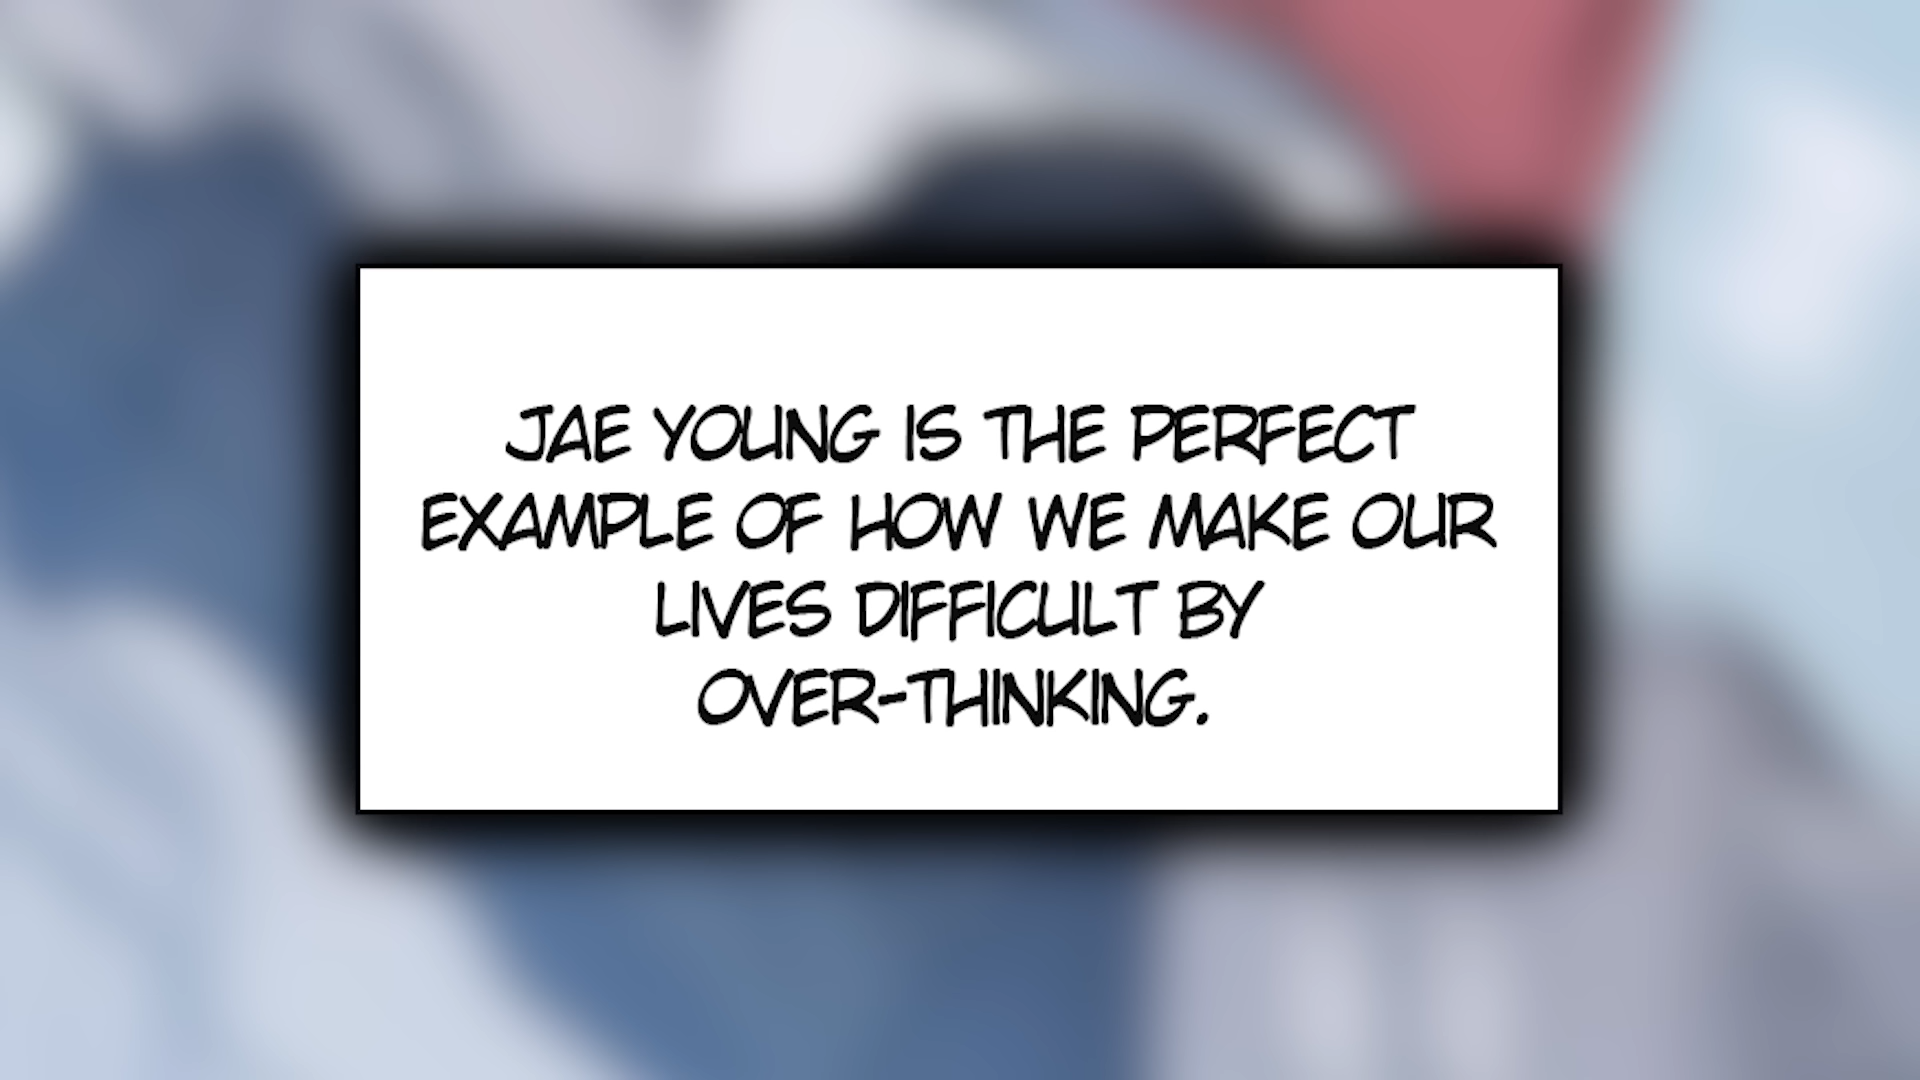 JAE YOUNG IS THE PERFECT
EXAMPLE OF HOW WE MAKE OUR
LIVES DIFFICULT BY
OVER-THINKING.